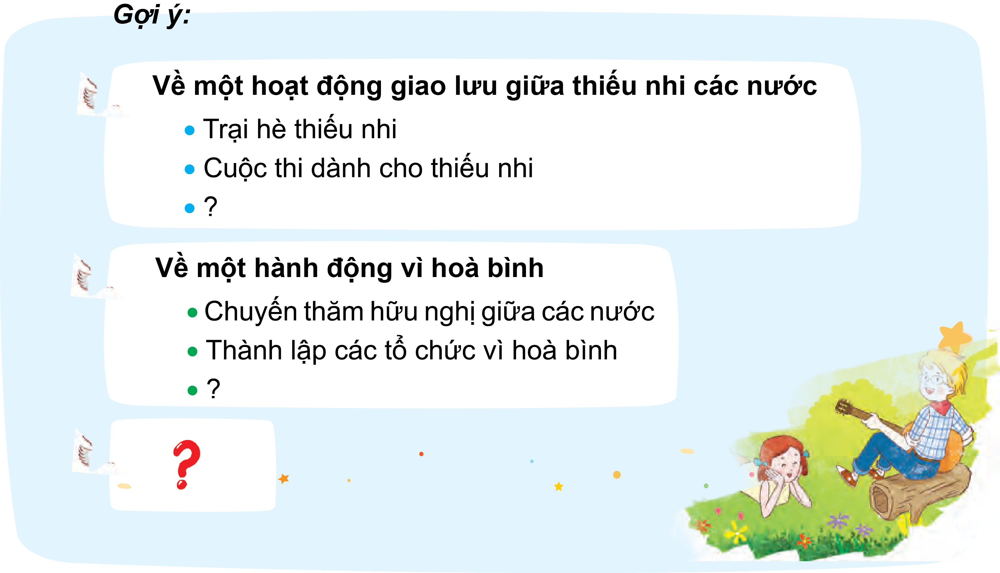 Gợi ý:
Về một hoạt động giao lưu giữa thiếu nhi các nước
• Trại hè thiếu nhi
• Cuộc thi dành cho thiếu nhi
• ?
Về một hành động vì hoà bình
• Chuyến thăm hữu nghị giữa các nước
• Thành lập các tổ chức vì hoà bình
• ?
?